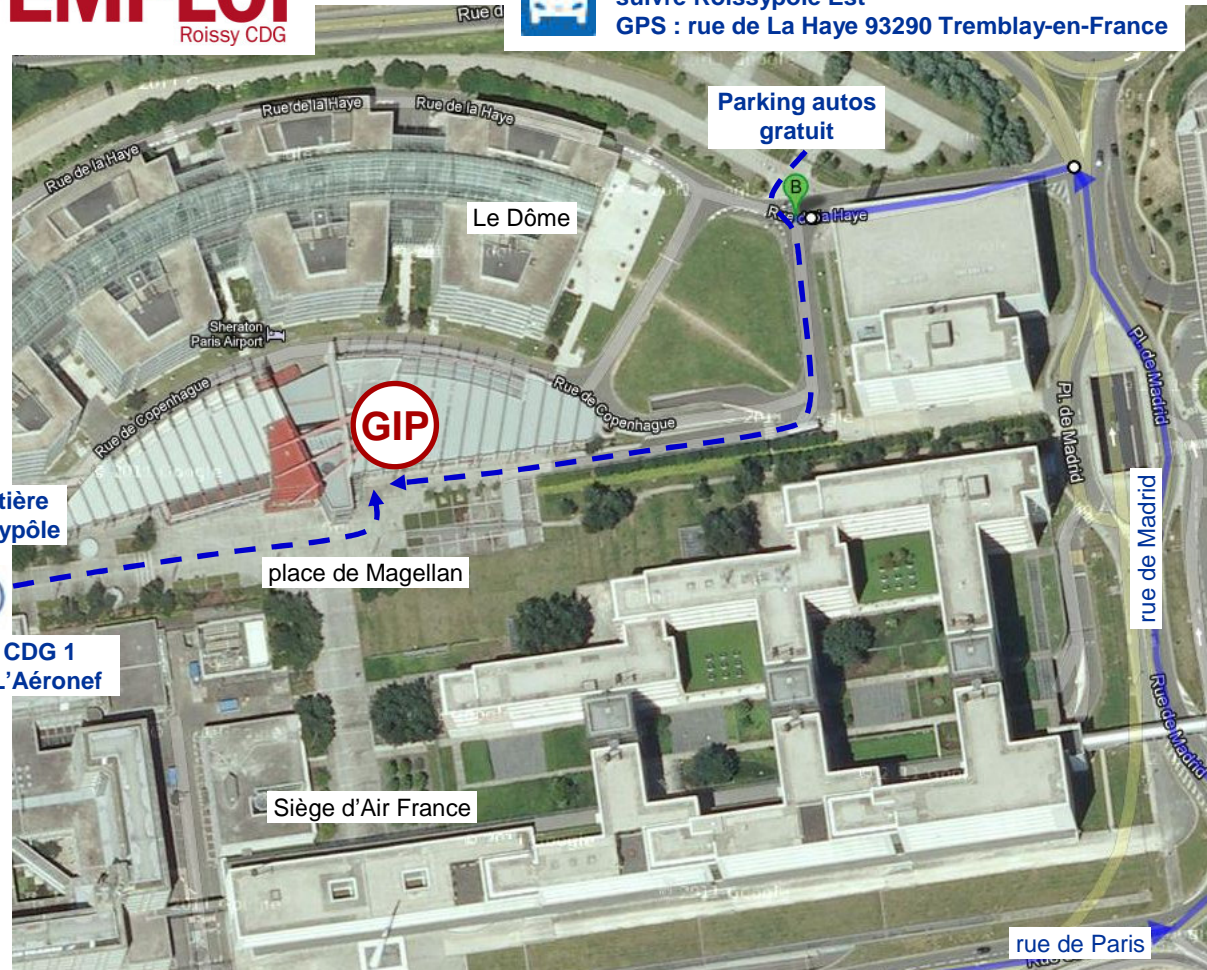 EMPLOI
Roissy CDG
suivre Roissypole Est
GPS : rue de La Haye 93290 Tremblay-en-France
Parking autos
gratuit
Rue de la Haye
Rue de la Haye
Rue de la Haye
B
Rue de la Haye
Le Dôme
Sheraton
Paris Airport
Rue de Copenhague
Rue de Copenhague
GIP
Pl. de Madrid
Pl. de Madrid
rue de Madrid
place de Magellan
CDG 1
L'Aéronef
Rue de Madrid
Siège d'Air France
rue de Paris